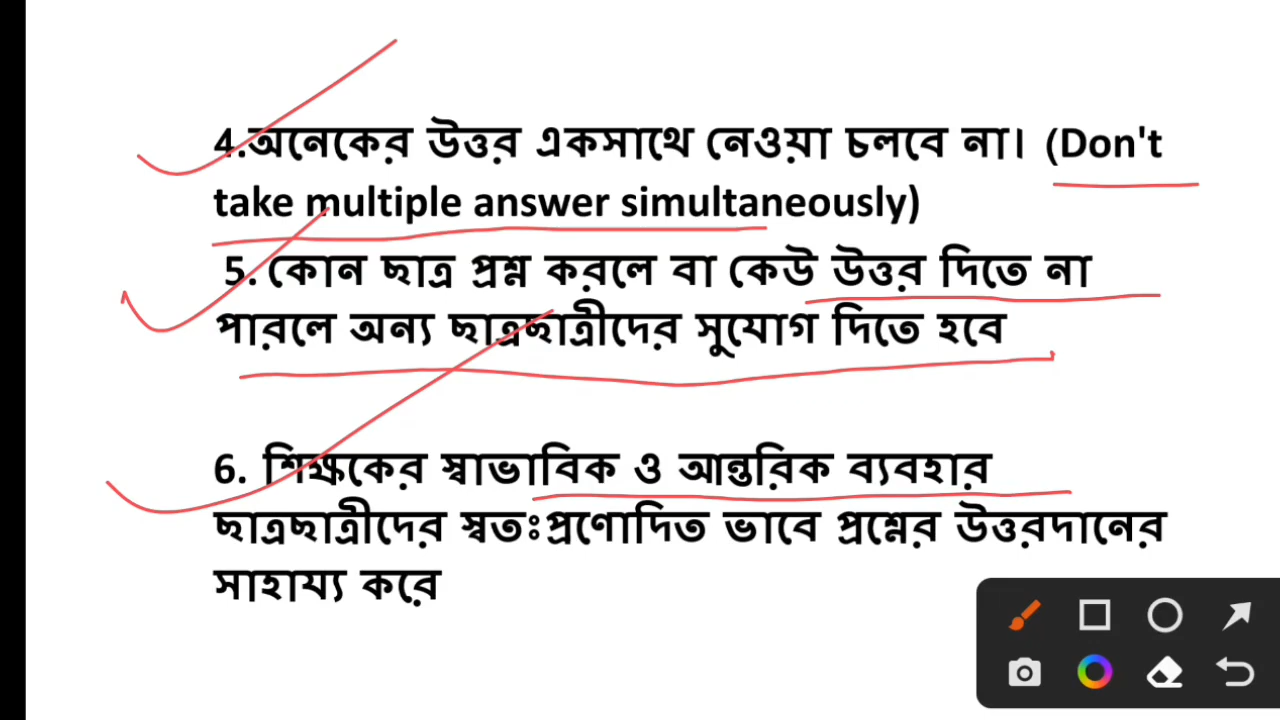 4.অনেকের উত্তর একসাথে নেওয়া চলবে না। (Don't
take multiple answer simultaneously)
5. কোন ছাত্র প্রশ্ন করলে বা কেউ উত্তর দিতে না
পারলে অন্য ছাত্রছাত্রীদের সুযোগ দিতে হবে
6. শিক্ষকের স্বাভাবিক ও আন্তরিক ব্যবহার
ছাত্রছাত্রীদের স্বতঃপ্রণোদিত ভাবে প্রশ্নের উত্তরদানের
সাহায্য করে